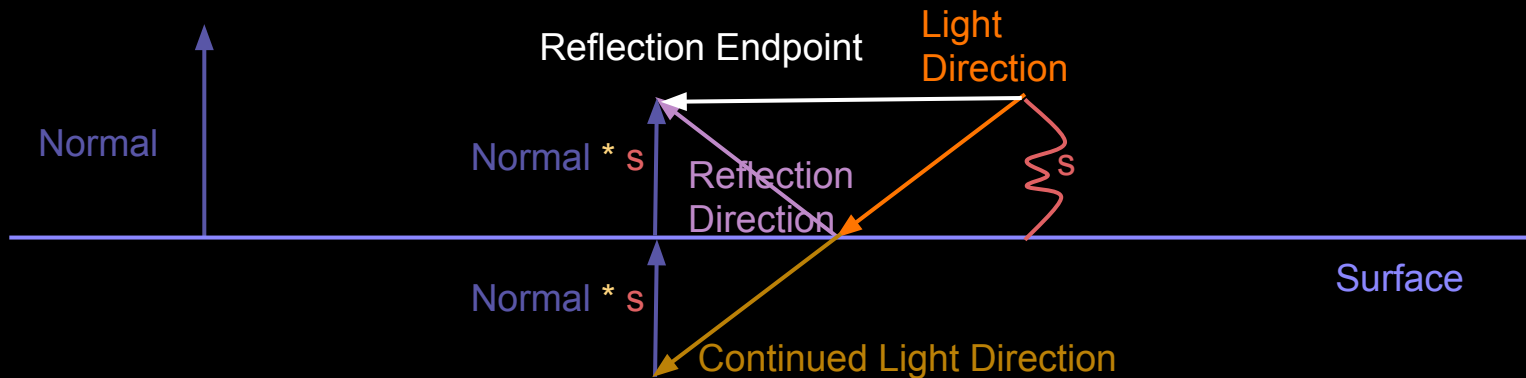 Light
Direction
Reflection Endpoint
Normal
Normal * s
Reflection
Direction
s
Normal * s
Surface
Continued Light Direction